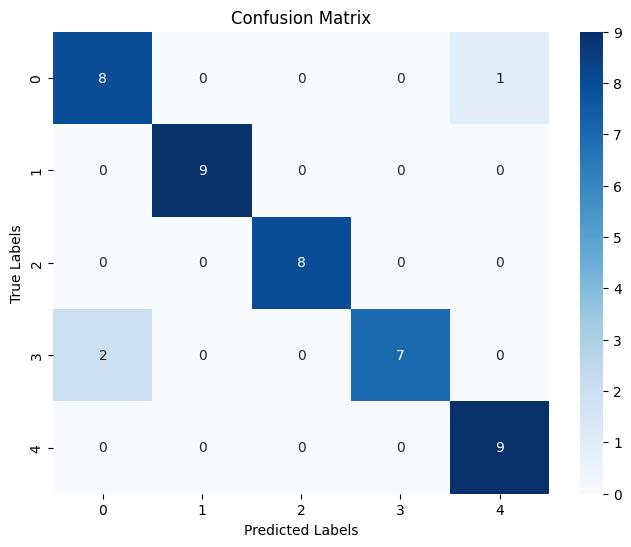 Confusion Matrix
True Labels
0 8 0 0 0 1
1 0 9 0 0 0
2 0 0 8 0 0
3 2 0 0 7 0
4 0 0 0 0 9
0 1 2 3 4
Predicted Labels
9
8
7
6
5
4
3
2
1
0